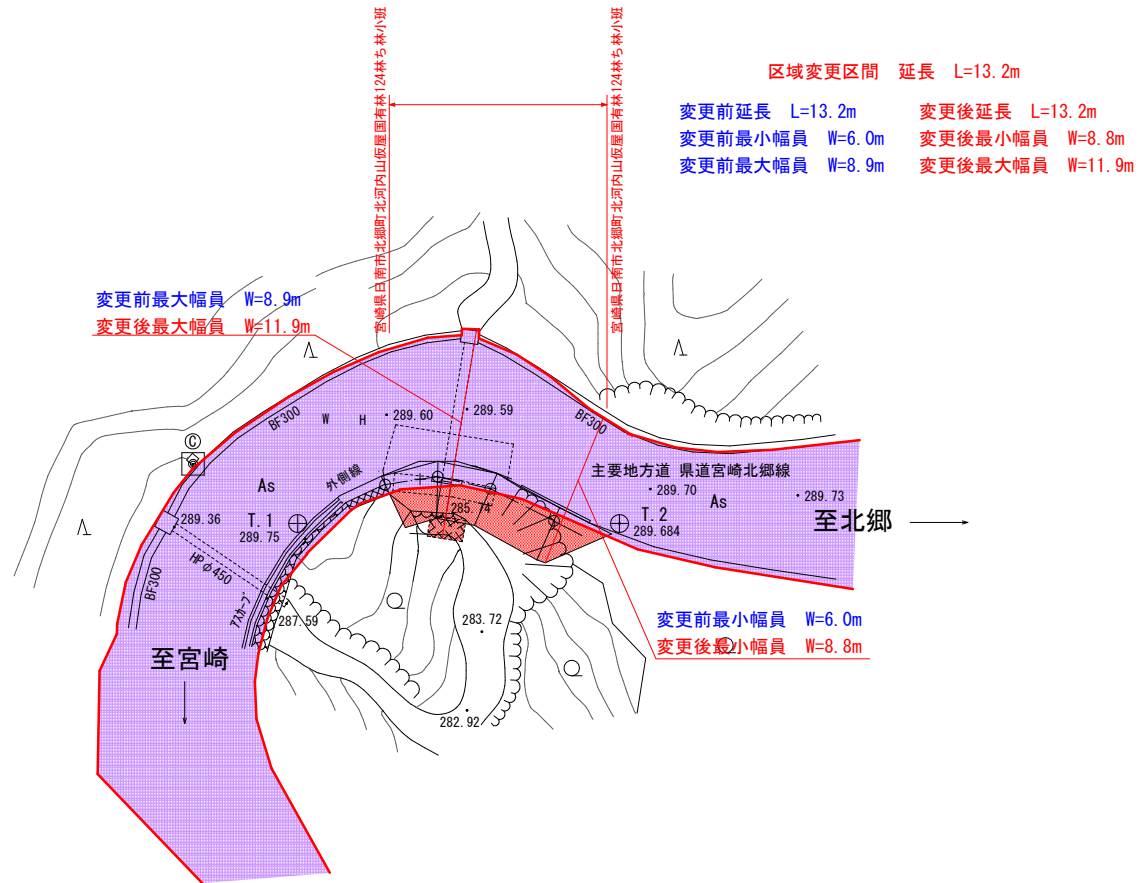 宮崎県日南市北郷町北河内山仮屋国有林124林ち林小班
宮崎県日南市北郷町北河内山仮屋国有林124林ち林小班
区域変更区間 延長 L=13.2m
変更前延長 L=13.2m 変更後延長 L=13.2m
変更前最小幅員 W=6.0m 変更後最小幅員 W=8.8m
変更前最大幅員 W=8.9m 変更後最大幅員 W=11.9m
変更前最大幅員 W=8.9m
変更後最大幅員 W=11.9m
BF300
W H
289.60
289.59
BF300
C
外側線
As
主要地方道 県道宮崎北郷線
289.70
As
289.73
289.36
T.1
289.75
285.74
T.2
289.684
至北郷
HPφ450
BF300
アスカーブ
287.59
283.72
変更前最小幅員 W=6.0m
変更後最小幅員 W=8.8m
至宮崎
282.92